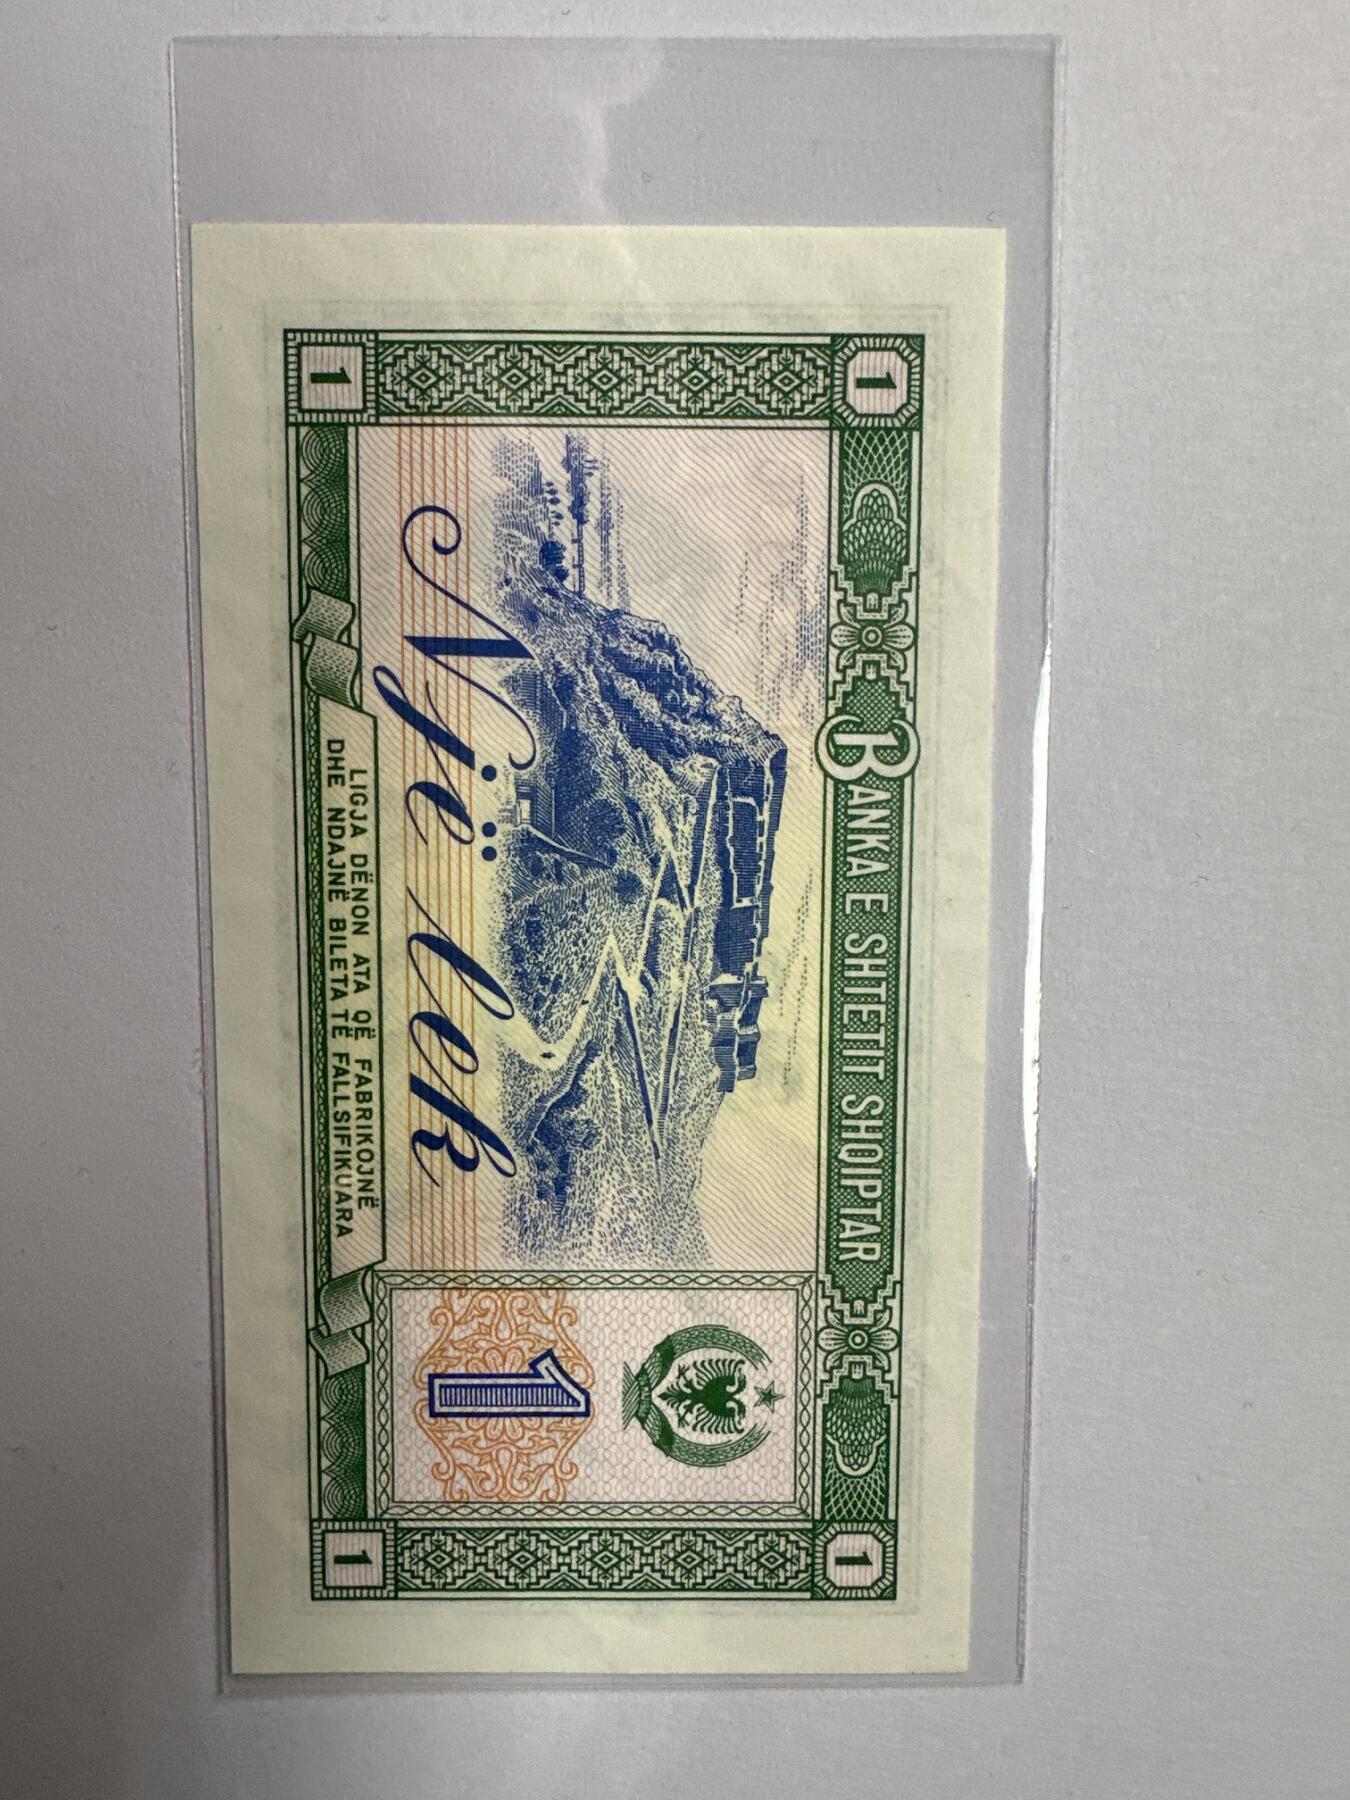 1
BANKA E SHTETIT SHQIPTAR
1
Një lek
1
1
LIGJA DËNON ATA QË FABRIKOJNË
DHE NDAJNË BILETA TË FALLSIFIKUARA
1